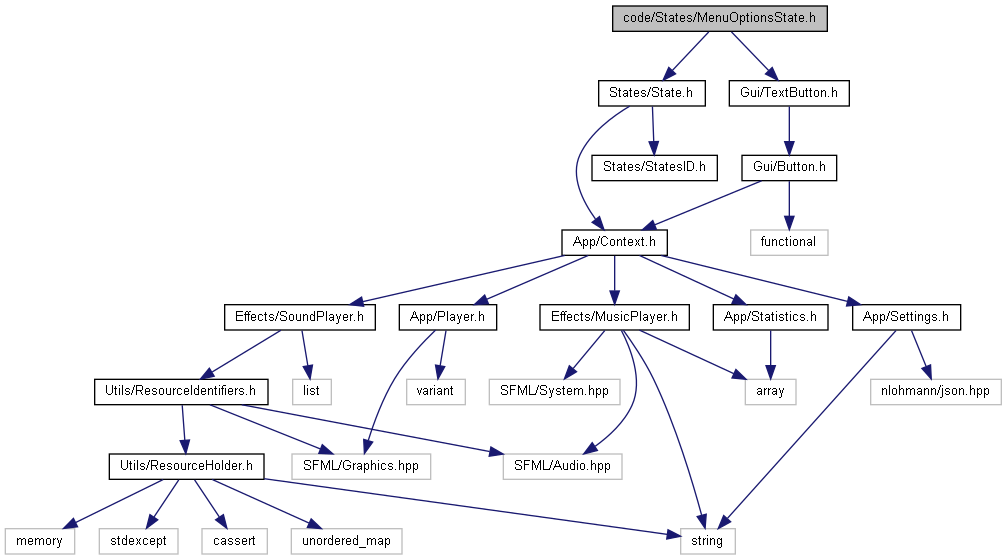 code/States/MenuOptionsState.h
States/State.h
Gui/TextButton.h
States/StatesID.h
Gui/Button.h
App/Context.h
functional
Effects/SoundPlayer.h
App/Player.h
Effects/MusicPlayer.h
App/Statistics.h
App/Settings.h
Utils/ResourceIdentifiers.h
list
variant
SFML/System.hpp
array
nlohmann/json.hpp
Utils/ResourceHolder.h
SFML/Graphics.hpp
SFML/Audio.hpp
memory
stdexcept
cassert
unordered_map
string